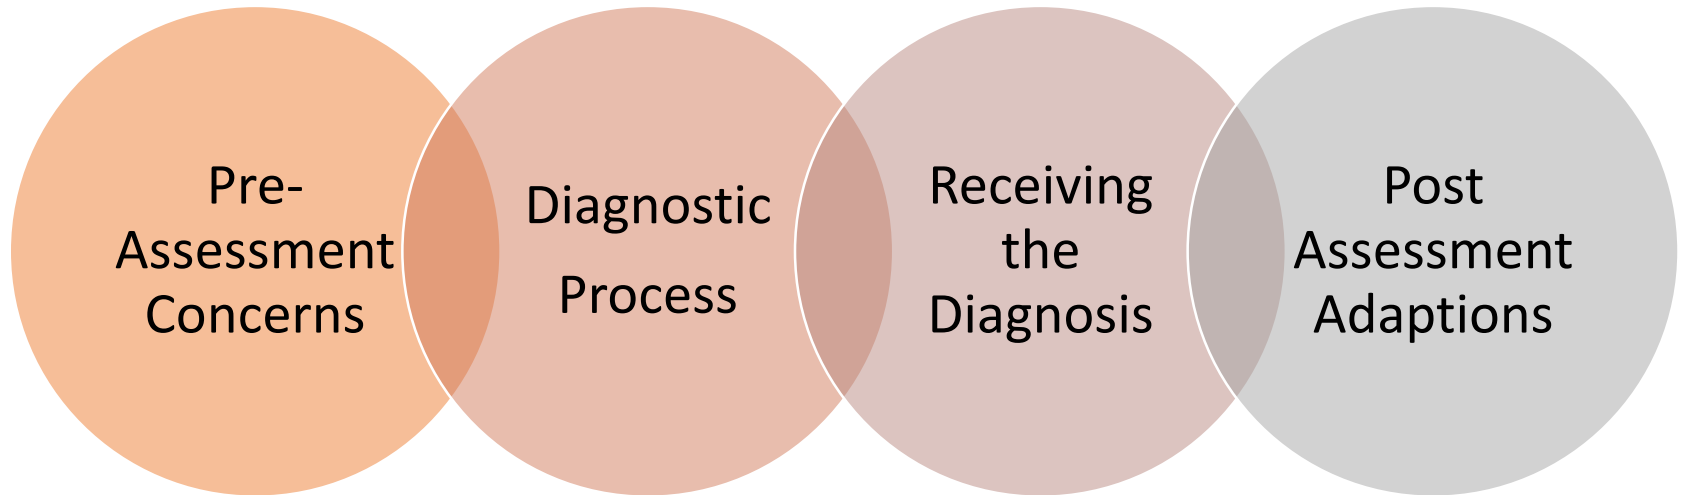 Pre-
Assessment
Concerns
Diagnostic
Process
Receiving
the
Diagnosis
Post
Assessment
Adaptions